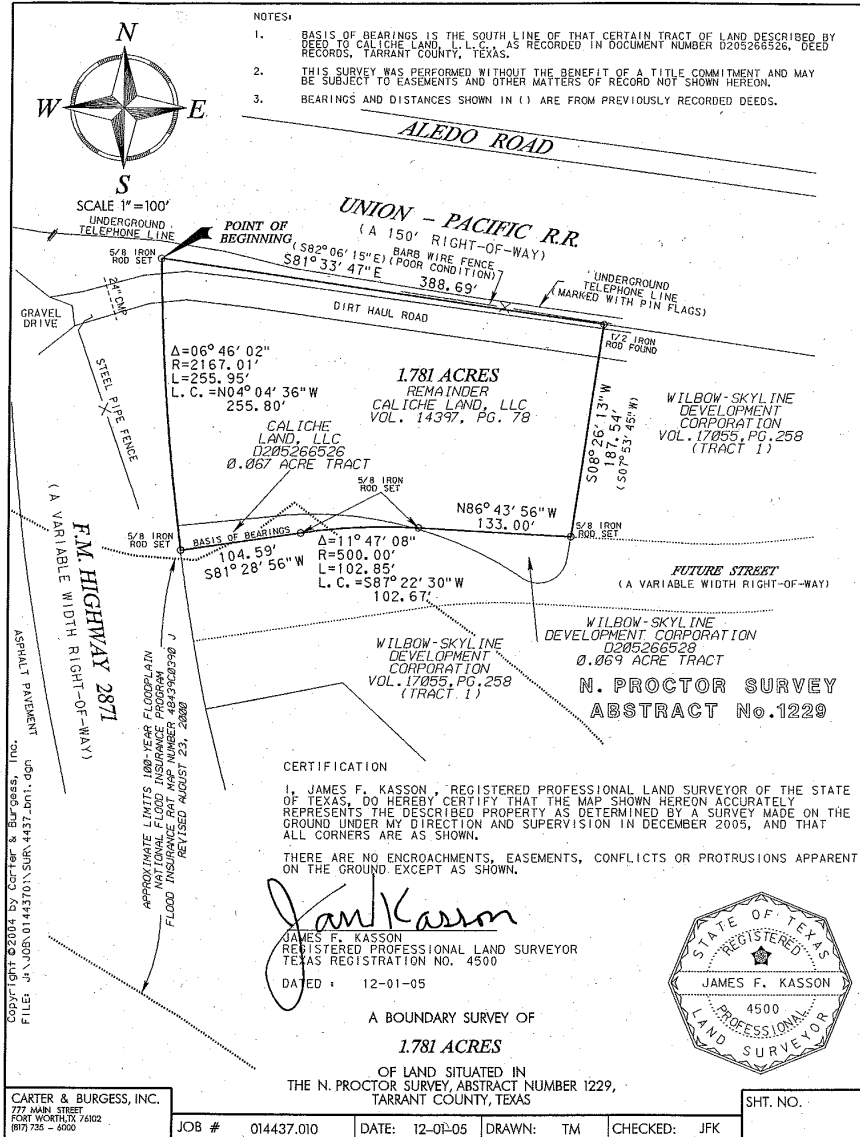 NOTES:
1. BASIS OF BEARINGS IS THE SOUTH LINE OF THAT CERTAIN TRACT OF LAND DESCRIBED BY
DEED TO CALICHE LAND, L.L.C., AS RECORDED IN DOCUMENT NUMBER D205266526, DEED
RECORDS, TARRANT COUNTY, TEXAS.
2. THIS SURVEY WAS PERFORMED WITHOUT THE BENEFIT OF A TITLE COMMITMENT AND MAY
BE SUBJECT TO EASEMENTS AND OTHER MATTERS OF RECORD NOT SHOWN HEREON.
3. BEARINGS AND DISTANCES SHOWN IN () ARE FROM PREVIOUSLY RECORDED DEEDS.
N
W
E
S
SCALE 1"=100'
ALEDO ROAD
UNION - PACIFIC R.R.
(A 150' RIGHT-OF-WAY)
UNDERGROUND
TELEPHONE LINE
5/8 IRON
ROD SET
POINT OF
BEGINNING
(S82°06'15"E)
S81°33'47"E
388.69'
BARB WIRE FENCE
(POOR CONDITION)
UNDERGROUND
TELEPHONE LINE
(MARKED WITH PIN FLAGS)
24" CMP
GRAVEL
DRIVE
DIRT HAUL ROAD
1/2 IRON
ROD FOUND
STEEL PIPE FENCE
Δ=06°46'02"
R=2167.01'
L=255.95'
L.C.=N04°04'36"W
255.80'
1.781 ACRES
REMAINDER
CALICHE LAND, LLC
VOL. 14397, PG. 78
S08°26'13"W
187.54'
(S07°53'45"W)
WILBOW-SKYLINE
DEVELOPMENT
CORPORATION
VOL.17055,PG.258
(TRACT 1)
CALICHE
LAND, LLC
D205266526
0.067 ACRE TRACT
5/8 IRON
ROD SET
N86°43'56"W
133.00'
5/8 IRON
ROD SET
5/8 IRON
ROD SET
BASIS OF BEARINGS
104.59'
S81°28'56"W
Δ=11°47'08"
R=500.00'
L=102.85'
L.C.=S87°22'30"W
102.67'
FUTURE STREET
(A VARIABLE WIDTH RIGHT-OF-WAY)
F.M. HIGHWAY 2871
(A VARIABLE WIDTH RIGHT-OF-WAY)
ASPHALT PAVEMENT
WILBOW-SKYLINE
DEVELOPMENT
CORPORATION
VOL.17055,PG.258
(TRACT 1)
WILBOW-SKYLINE
DEVELOPMENT CORPORATION
D205266528
0.069 ACRE TRACT
N. PROCTOR SURVEY
ABSTRACT No.1229
APPROXIMATE LIMITS 100-YEAR FLOODPLAIN
NATIONAL FLOOD INSURANCE PROGRAM
FLOOD INSURANCE RAT MAP NUMBER 48439C0390 J
REVISED AUGUST 23, 2000
CERTIFICATION
I, JAMES F. KASSON , REGISTERED PROFESSIONAL LAND SURVEYOR OF THE STATE
OF TEXAS, DO HEREBY CERTIFY THAT THE MAP SHOWN HEREON ACCURATELY
REPRESENTS THE DESCRIBED PROPERTY AS DETERMINED BY A SURVEY MADE ON THE
GROUND UNDER MY DIRECTION AND SUPERVISION IN DECEMBER 2005, AND THAT
ALL CORNERS ARE AS SHOWN.
THERE ARE NO ENCROACHMENTS, EASEMENTS, CONFLICTS OR PROTRUSIONS APPARENT
ON THE GROUND EXCEPT AS SHOWN.
JAMES F. KASSON
REGISTERED PROFESSIONAL LAND SURVEYOR
TEXAS REGISTRATION NO. 4500
DATED : 12-01-05
STATE OF TEXAS
REGISTERED
JAMES F. KASSON
4500
PROFESSIONAL
LAND SURVEYOR
A BOUNDARY SURVEY OF
1.781 ACRES
OF LAND SITUATED IN
THE N. PROCTOR SURVEY, ABSTRACT NUMBER 1229,
TARRANT COUNTY, TEXAS
Copyright ©2004 by Carter & Burgess, Inc.
FILE: J:\JOB\01443701\SUR\4437.bn1.dgn
CARTER & BURGESS, INC.
777 MAIN STREET
FORT WORTH,TX 76102
(817) 735 - 6000
JOB # 014437.010
DATE: 12-01-05
DRAWN: TM
CHECKED: JFK
SHT. NO.